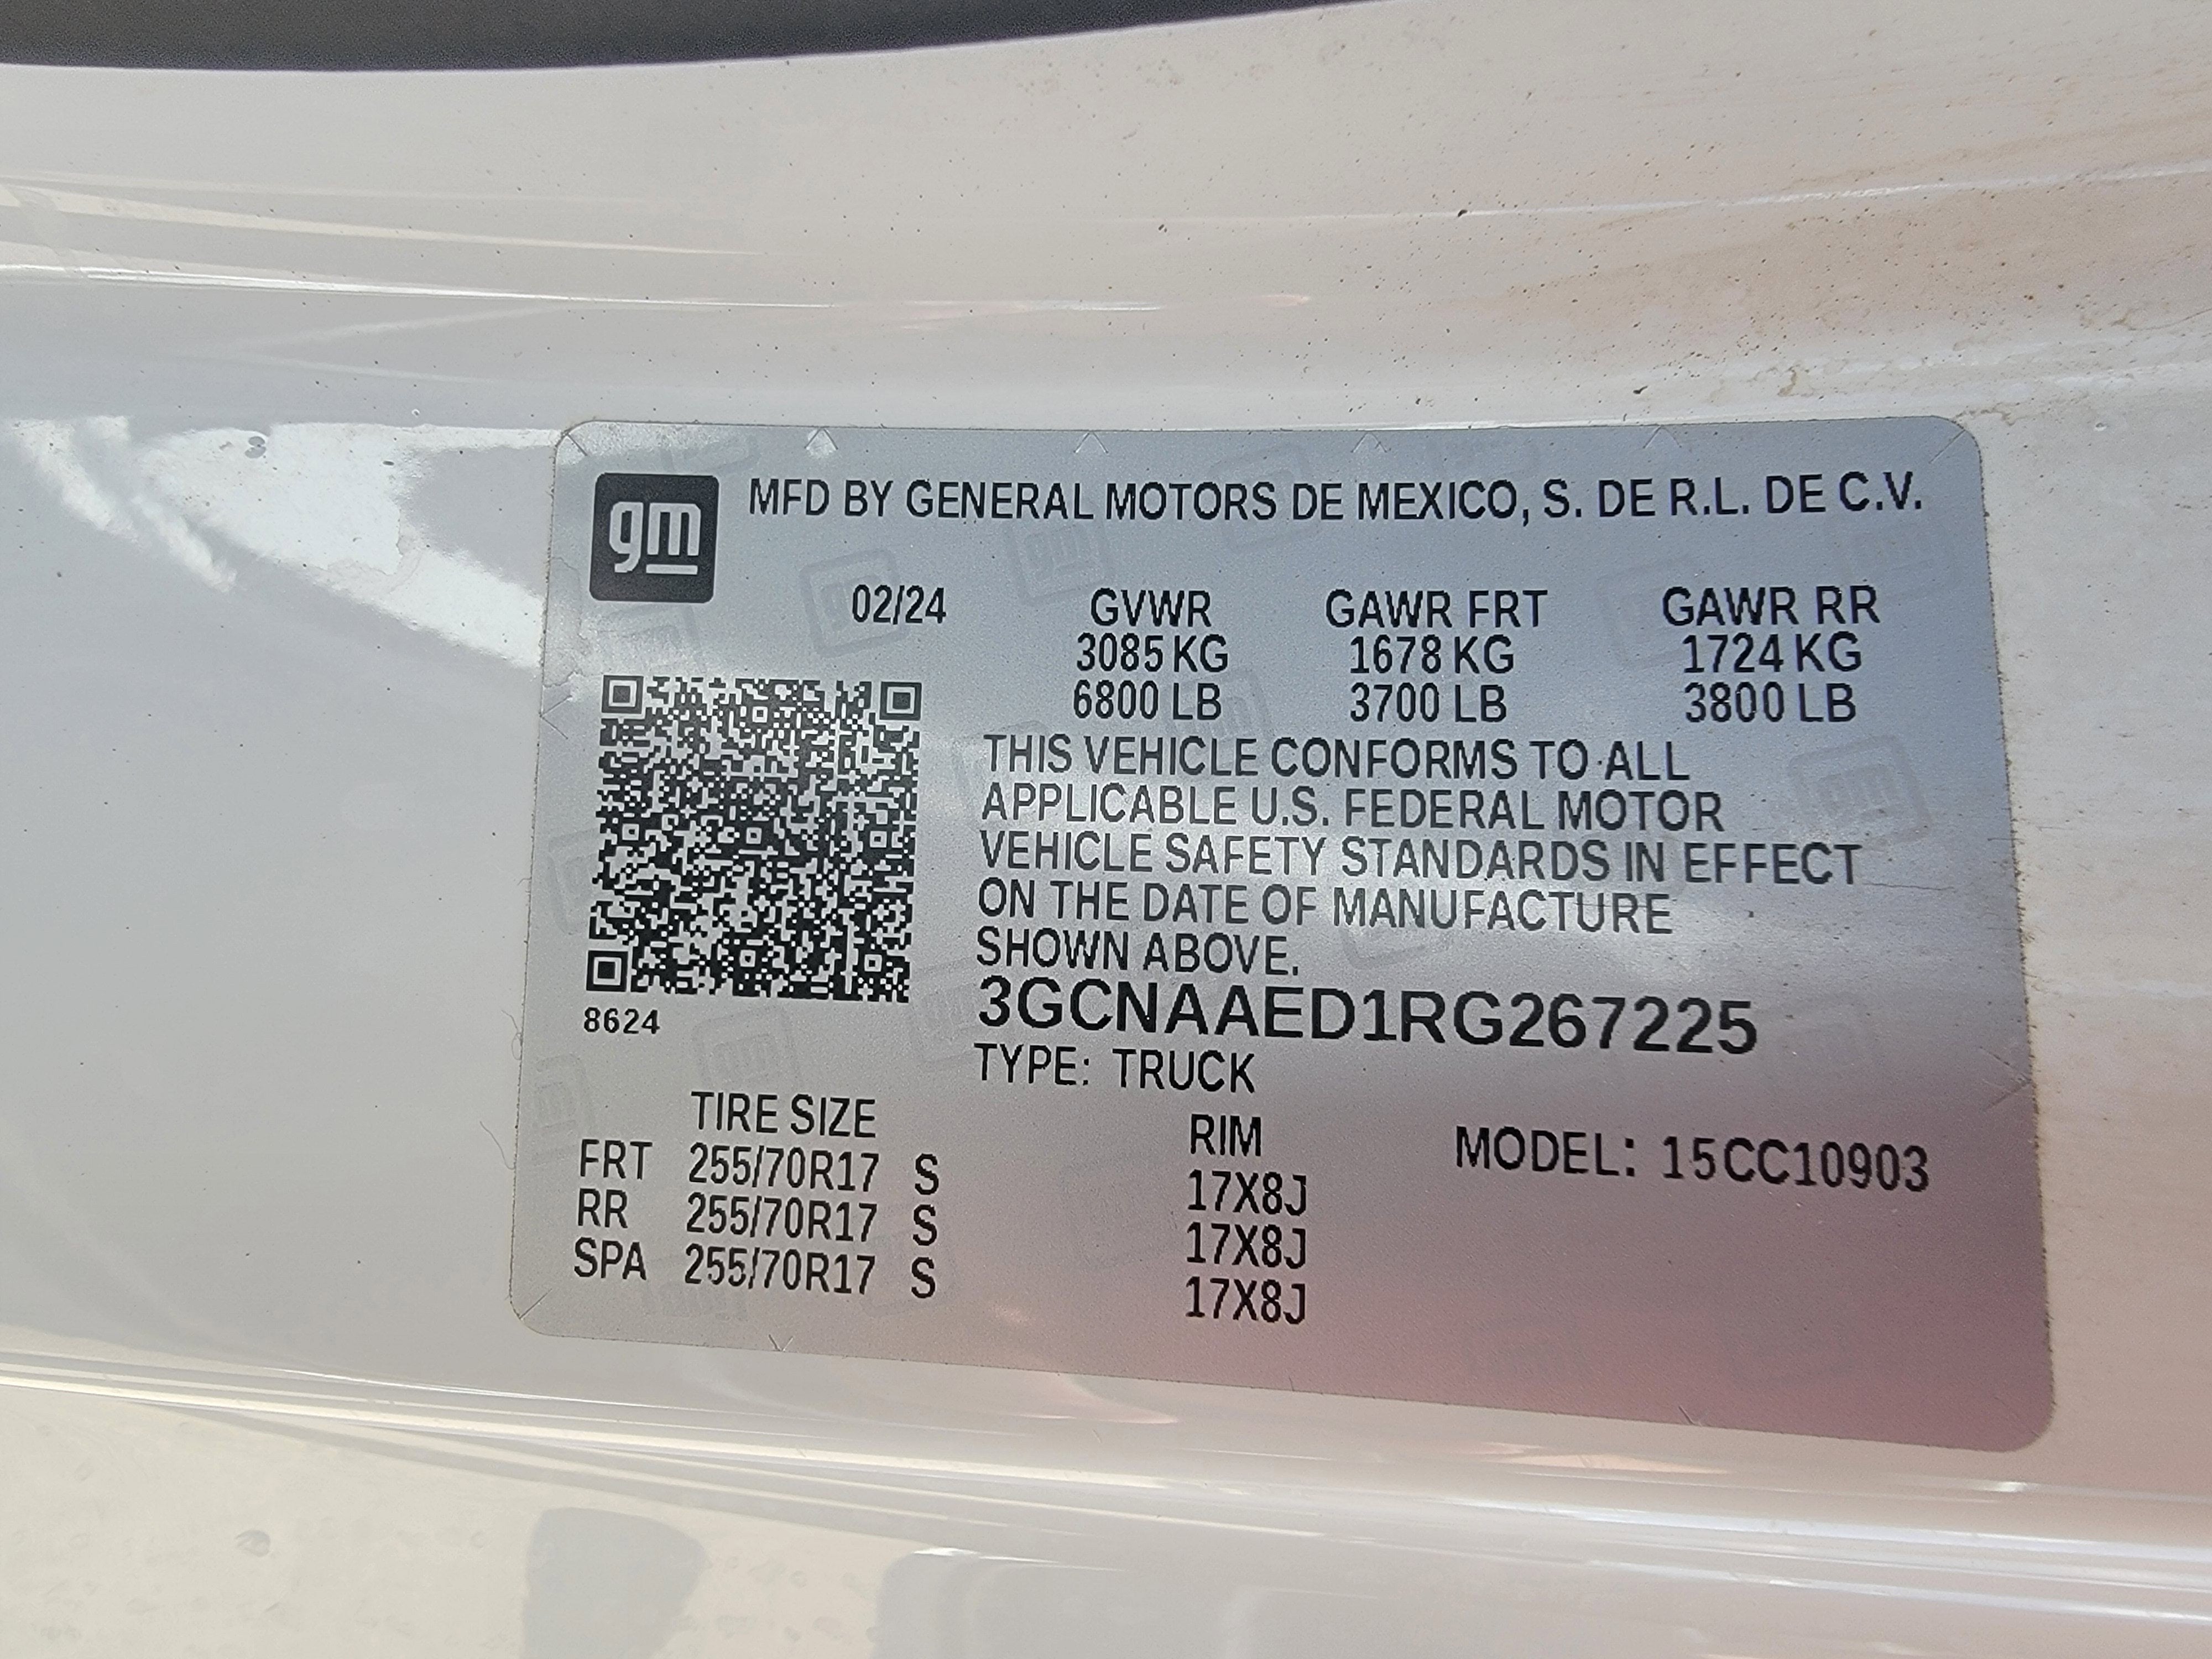 gm MFD BY GENERAL MOTORS DE MEXICO, S. DE R.L. DE C.V.
02/24 GVWR GAWR FRT GAWR RR
3085 KG 1678 KG 1724 KG
6800 LB 3700 LB 3800 LB
THIS VEHICLE CONFORMS TO ALL
APPLICABLE U.S. FEDERAL MOTOR
VEHICLE SAFETY STANDARDS IN EFFECT
ON THE DATE OF MANUFACTURE
SHOWN ABOVE.
8624
3GCNAAED1RG267225
TYPE: TRUCK
TIRE SIZE RIM MODEL: 15CC10903
FRT 255/70R17 S 17X8J
RR 255/70R17 S 17X8J
SPA 255/70R17 S 17X8J